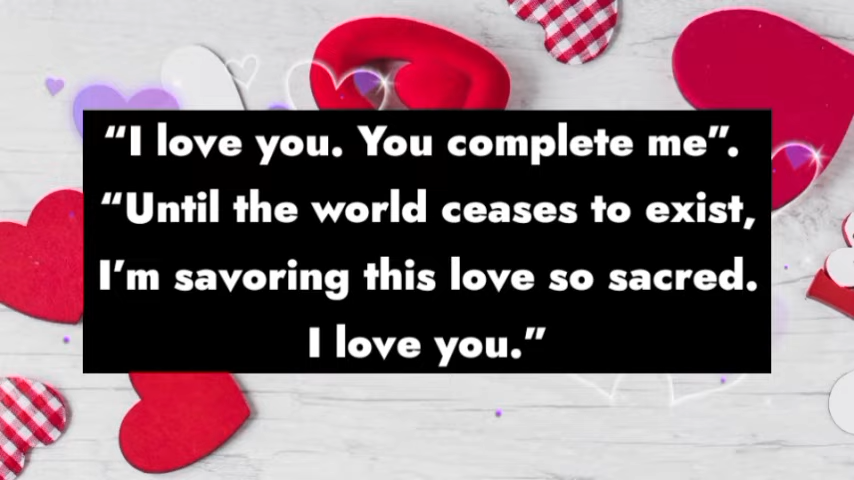 “I love you. You complete me”.
“Until the world ceases to exist,
I’m savoring this love so sacred.
I love you.”